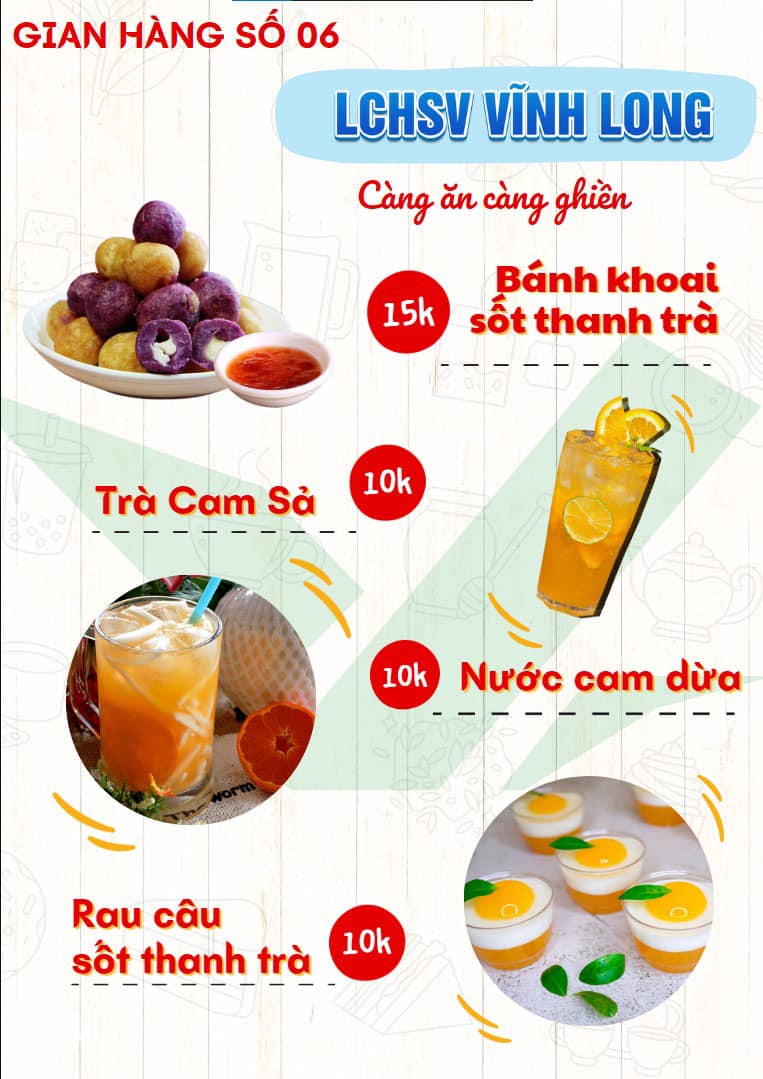 GIAN HÀNG SỐ 06
LCHSV VĨNH LONG
Càng ăn càng ghiền
15k
Bánh khoai
sốt thanh trà
10k
Trà Cam Sả
10k
Nước cam dừa
Rau câu
sốt thanh trà
10k